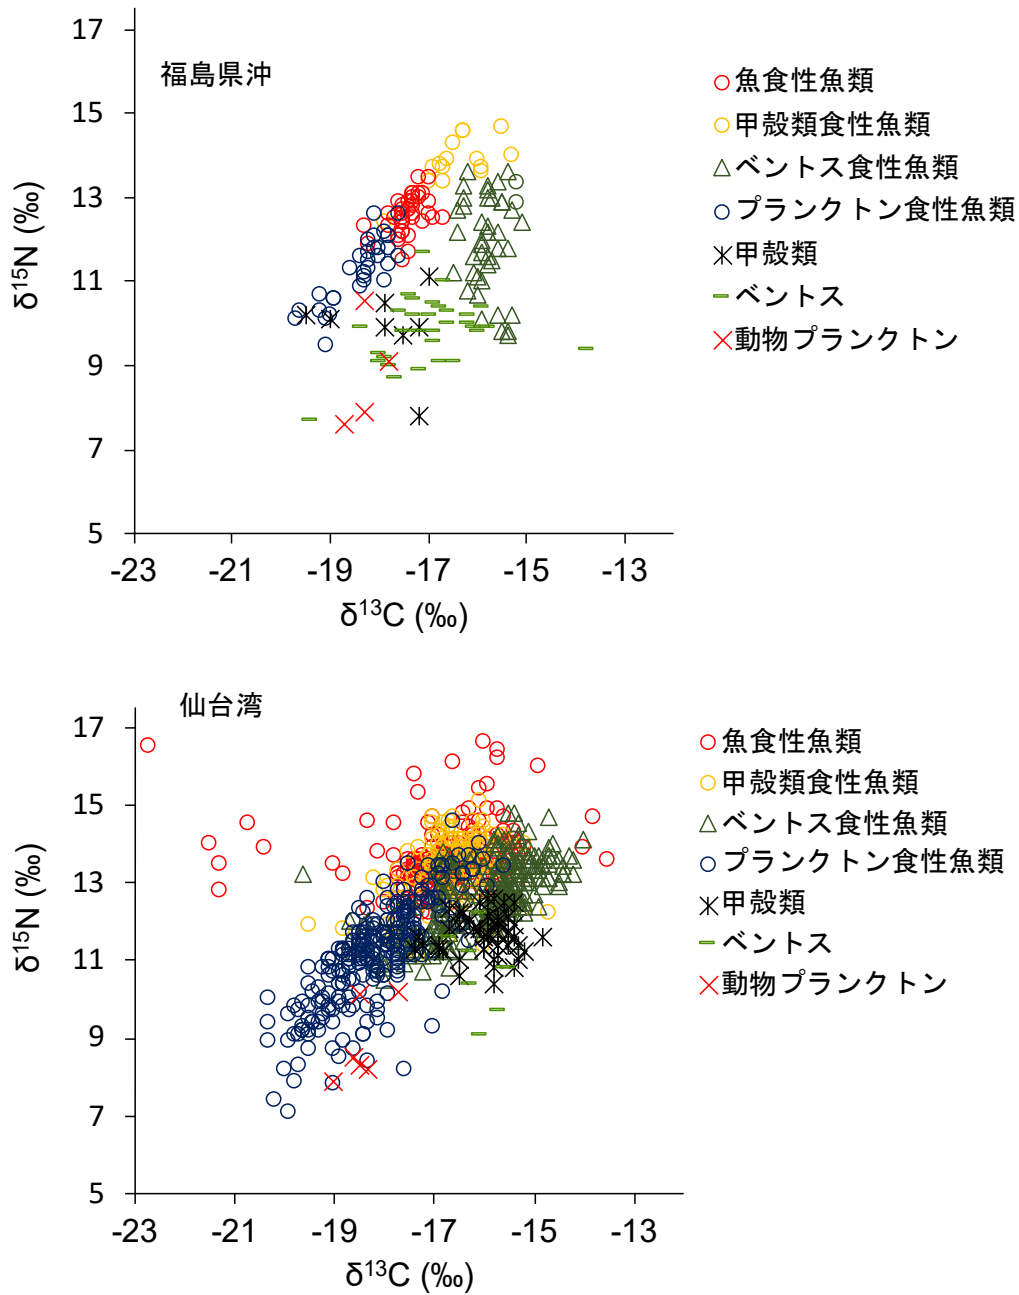 17
福島県沖
魚食性魚類
15
甲殻類食性魚類
ベントス食性魚類
13
プランクトン食性魚類
甲殻類
11
ベントス
動物プランクトン
9
7
5
δ¹⁵N (‰)
-23 -21 -19 -17 -15 -13
δ¹³C (‰)
仙台湾
17
魚食性魚類
甲殻類食性魚類
15
ベントス食性魚類
プランクトン食性魚類
13
甲殻類
ベントス
11
動物プランクトン
9
7
5
δ¹⁵N (‰)
-23 -21 -19 -17 -15 -13
δ¹³C (‰)